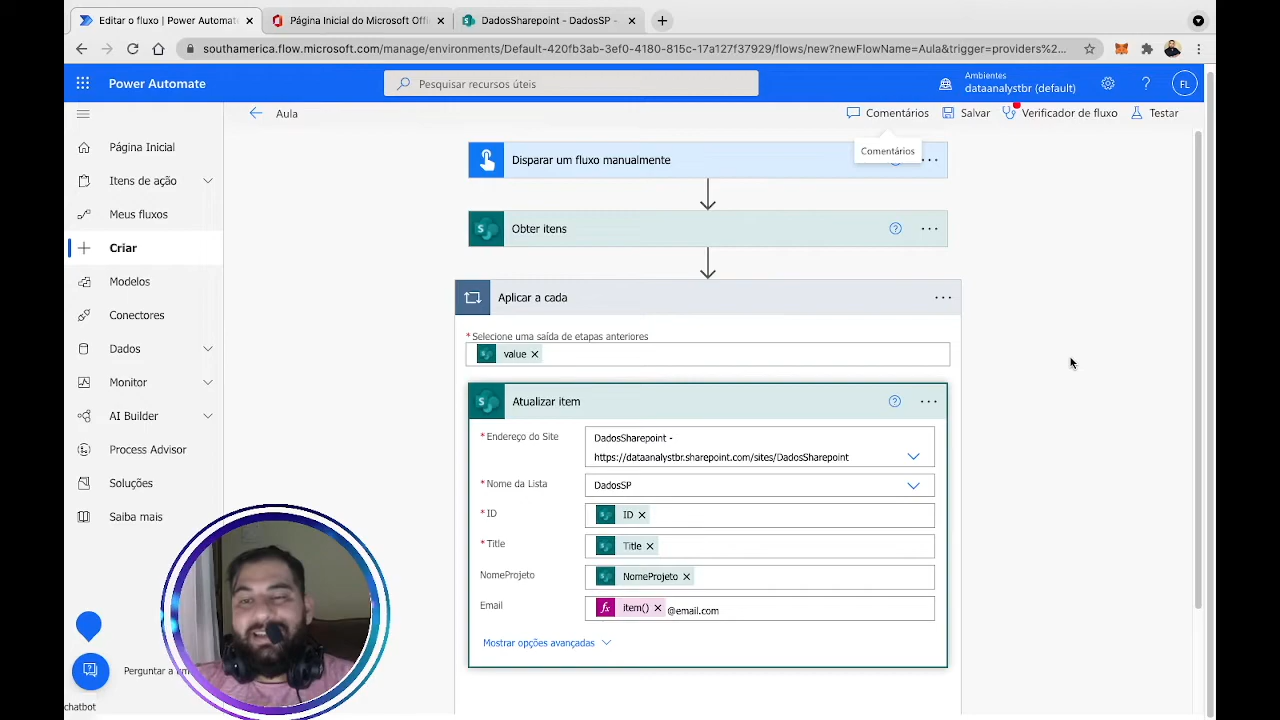 Editar o fluxo | Power Automate
Página Inicial do Microsoft Offi
DadosSharepoint - DadosSP -
southamerica.flow.microsoft.com/manage/environments/Default-420fb3ab-3ef0-4180-815c-17a127f37929/flows/new?newFlowName=Aula&trigger=providers%2...
Power Automate
Pesquisar recursos úteis
Ambientes
dataanalystbr (default)
FL
Aula
Comentários
Salvar
Verificador de fluxo
Testar
Comentários
Página Inicial
Itens de ação
Meus fluxos
Criar
Modelos
Conectores
Dados
Monitor
AI Builder
Process Advisor
Soluções
Saiba mais
Perguntar a
chatbot
Disparar um fluxo manualmente
Obter itens
Aplicar a cada
* Selecione uma saída de etapas anteriores
value
Atualizar item
* Endereço do Site
DadosSharepoint -
https://dataanalystbr.sharepoint.com/sites/DadosSharepoint
* Nome da Lista
DadosSP
* ID
ID
* Title
Title
NomeProjeto
NomeProjeto
Email
fx item() @email.com
Mostrar opções avançadas